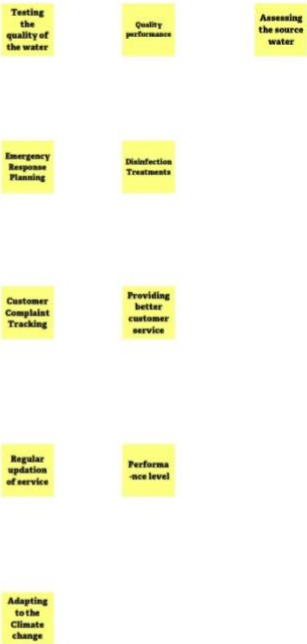 Testing
the
quality of
the water
Quality
performance
Assessing
the source
water
Emergency
Response
Planning
Disinfection
Treatments
Customer
Complaint
Tracking
Providing
better
customer
service
Regular
updation
of service
Performa
-nce level
Adapting
to the
Climate
change